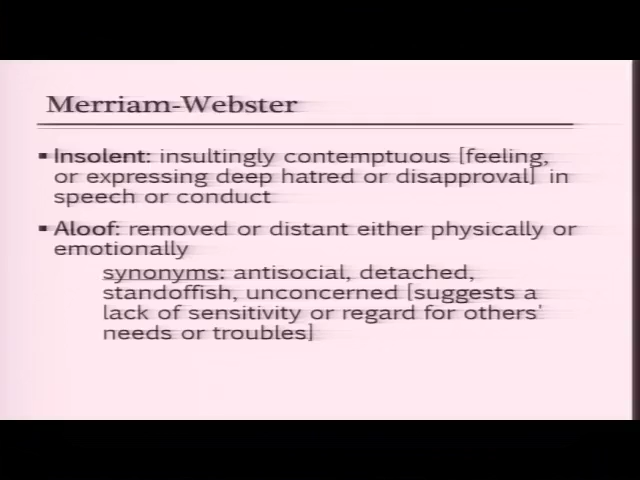 Merriam-Webster
▪ Insolent: insultingly contemptuous [feeling,
or expressing deep hatred or disapproval] in
speech or conduct
▪ Aloof: removed or distant either physically or
emotionally
synonyms: antisocial, detached,
standoffish, unconcerned [suggests a
lack of sensitivity or regard for others'
needs or troubles]